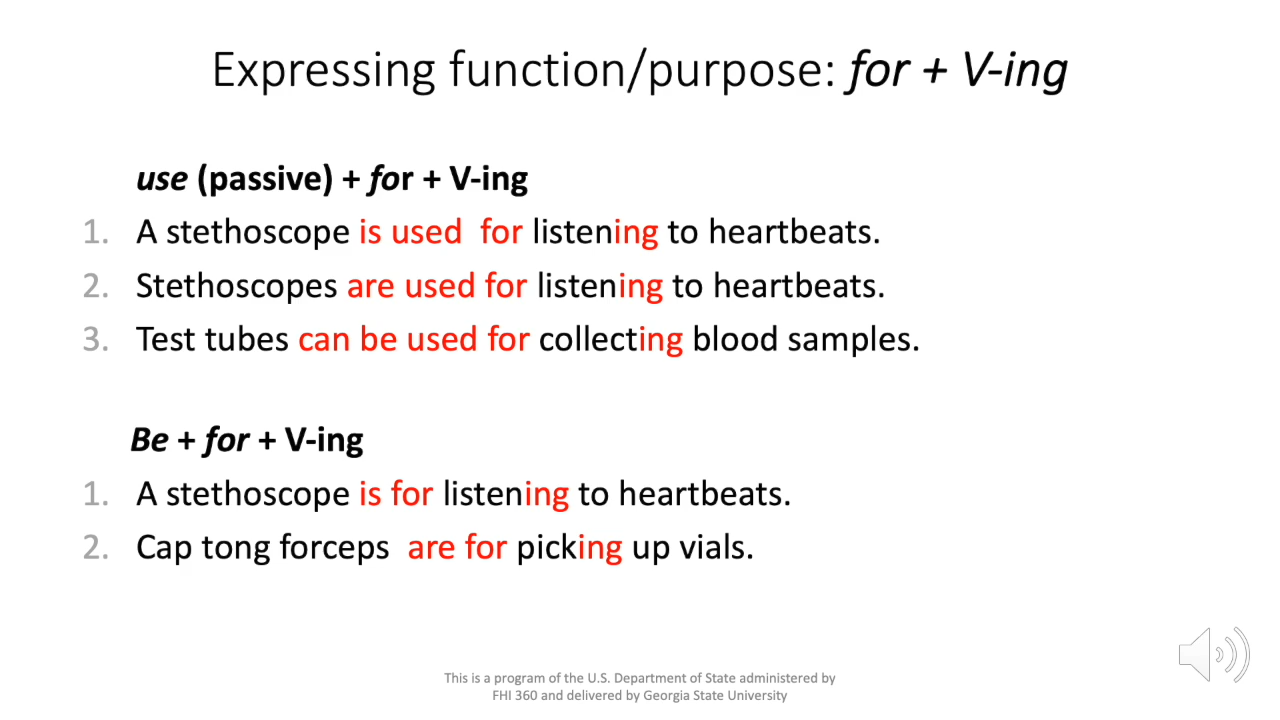 Expressing function/purpose: for + V-ing
use (passive) + for + V-ing
1. A stethoscope is used for listening to heartbeats.
2. Stethoscopes are used for listening to heartbeats.
3. Test tubes can be used for collecting blood samples.
Be + for + V-ing
1. A stethoscope is for listening to heartbeats.
2. Cap tong forceps are for picking up vials.
This is a program of the U.S. Department of State administered by
FHI 360 and delivered by Georgia State University